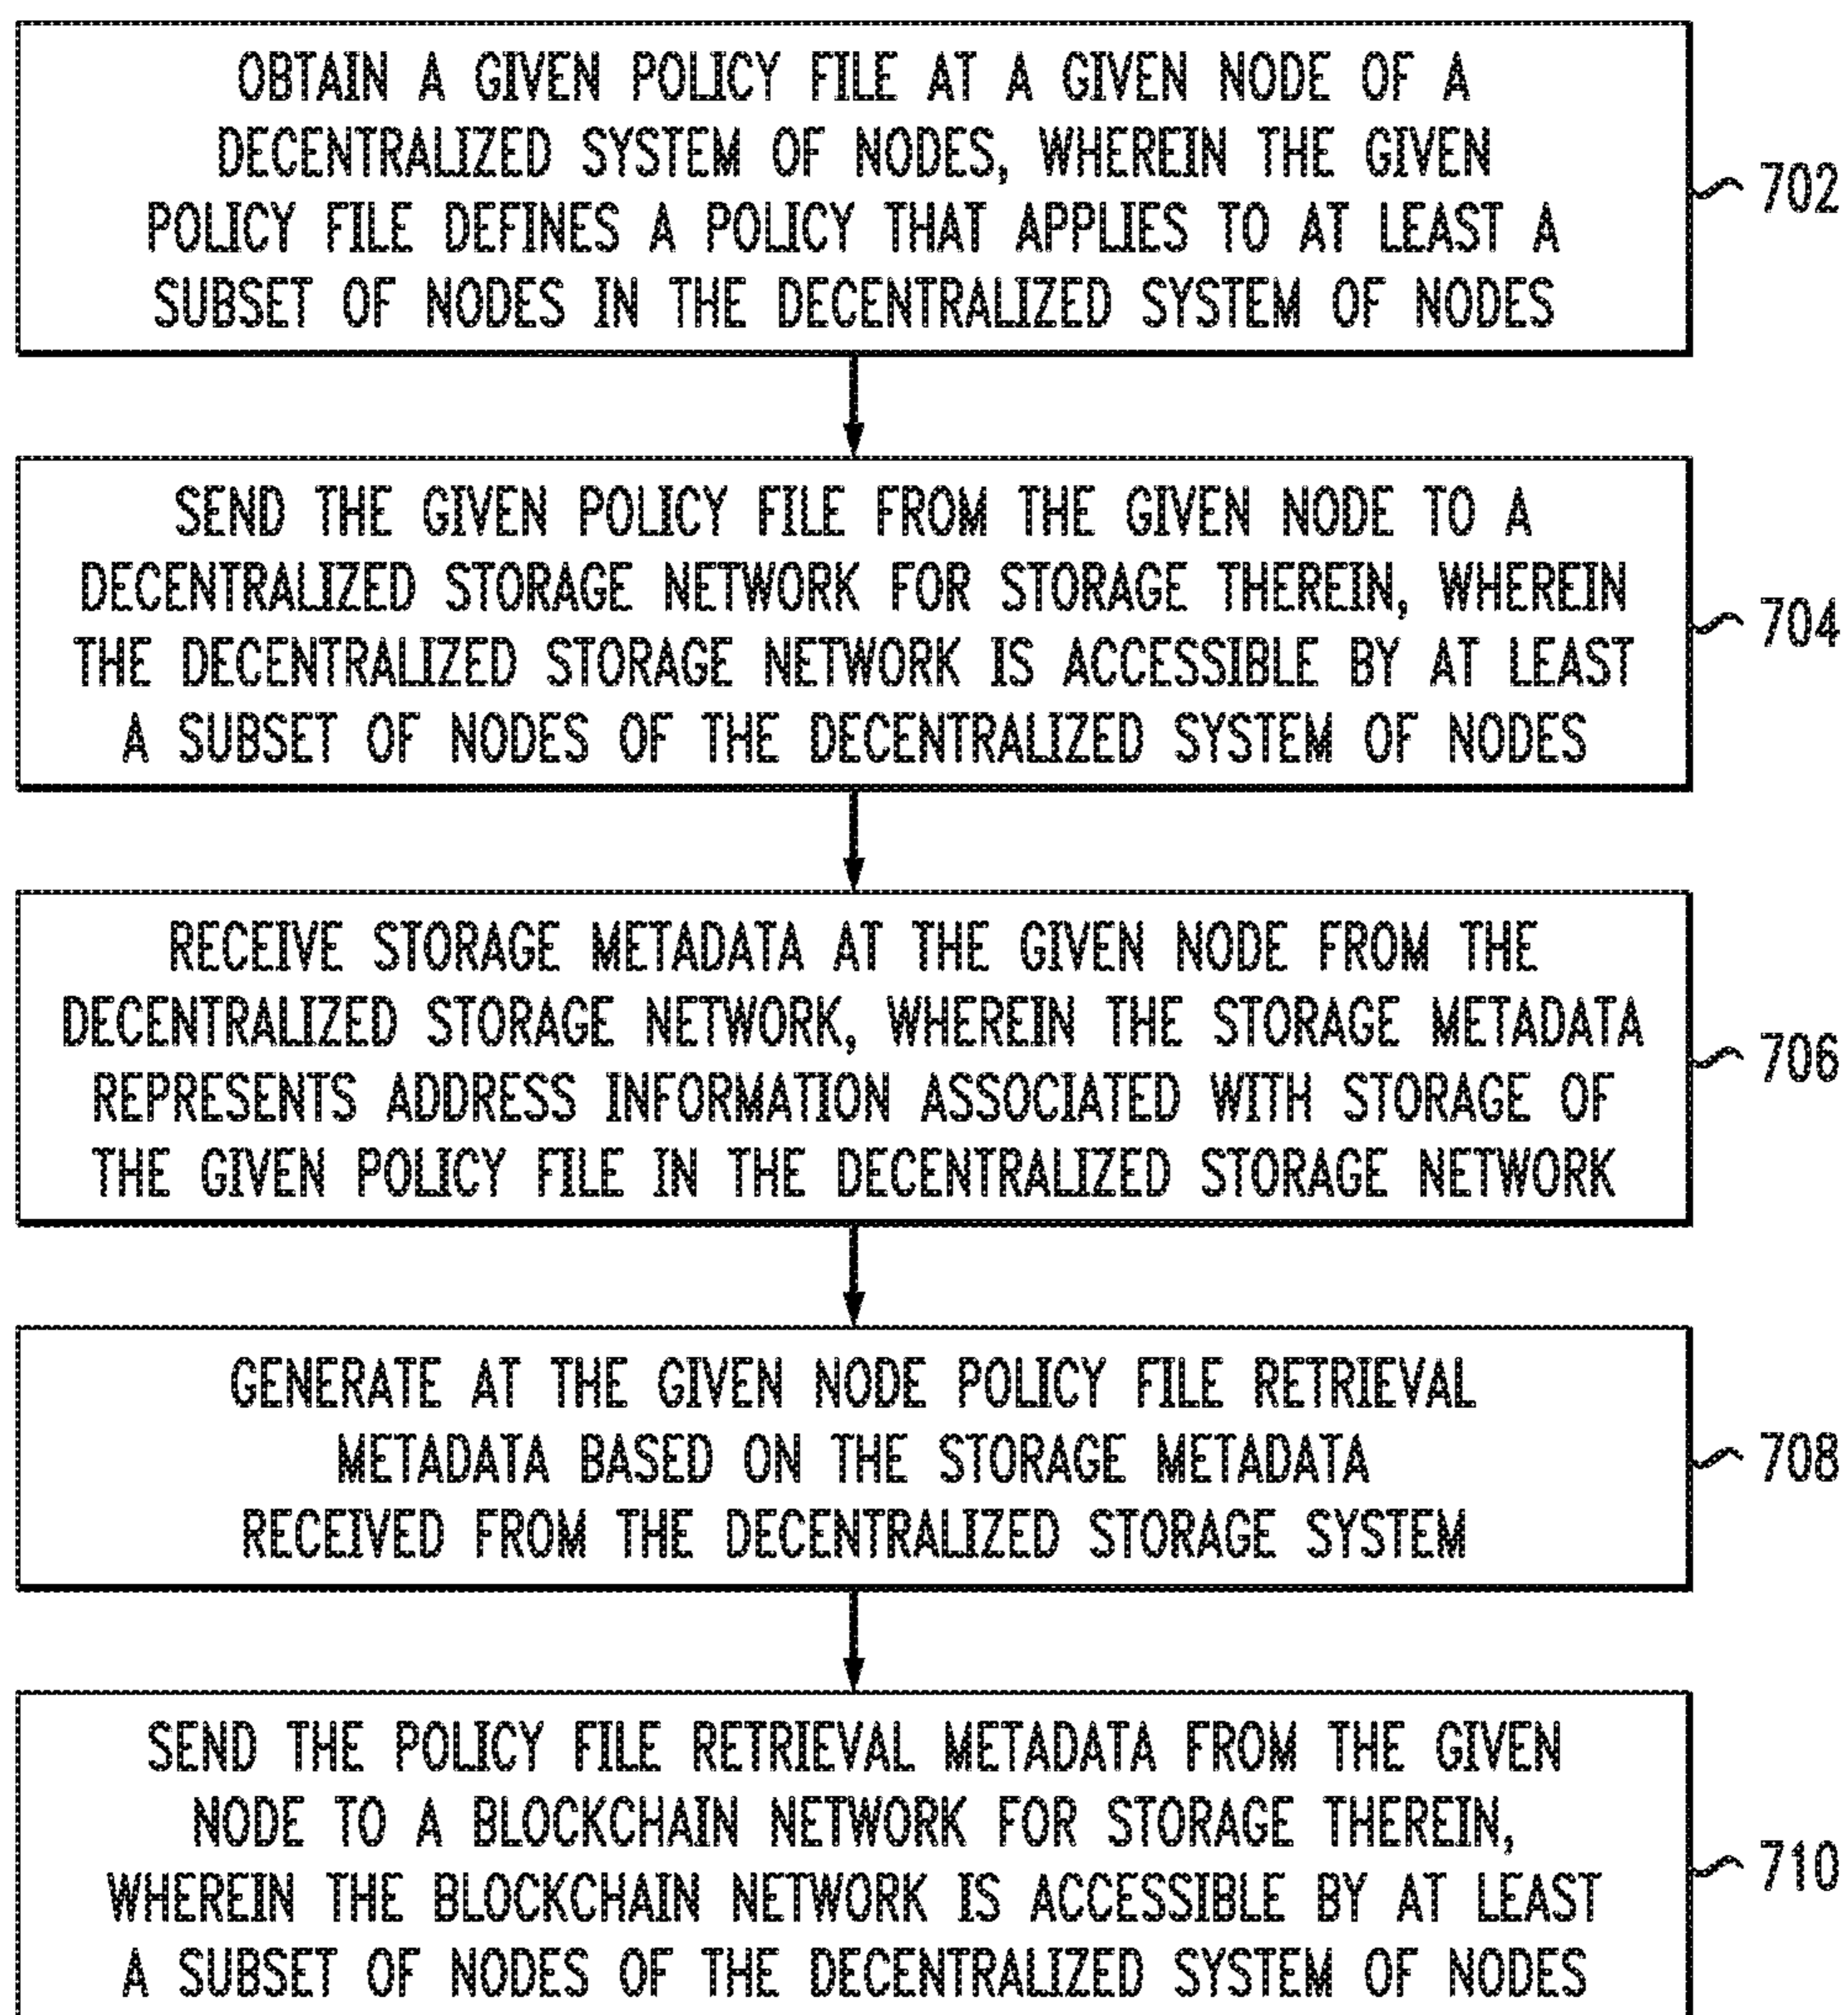 OBTAIN A GIVEN POLICY FILE AT A GIVEN NODE OF A
DECENTRALIZED SYSTEM OF NODES, WHEREIN THE GIVEN
POLICY FILE DEFINES A POLICY THAT APPLIES TO AT LEAST A
SUBSET OF NODES IN THE DECENTRALIZED SYSTEM OF NODES
702
SEND THE GIVEN POLICY FILE FROM THE GIVEN NODE TO A
DECENTRALIZED STORAGE NETWORK FOR STORAGE THEREIN, WHEREIN
THE DECENTRALIZED STORAGE NETWORK IS ACCESSIBLE BY AT LEAST
A SUBSET OF NODES OF THE DECENTRALIZED SYSTEM OF NODES
704
RECEIVE STORAGE METADATA AT THE GIVEN NODE FROM THE
DECENTRALIZED STORAGE NETWORK, WHEREIN THE STORAGE METADATA
REPRESENTS ADDRESS INFORMATION ASSOCIATED WITH STORAGE OF
THE GIVEN POLICY FILE IN THE DECENTRALIZED STORAGE NETWORK
706
GENERATE AT THE GIVEN NODE POLICY FILE RETRIEVAL
METADATA BASED ON THE STORAGE METADATA
RECEIVED FROM THE DECENTRALIZED STORAGE SYSTEM
708
SEND THE POLICY FILE RETRIEVAL METADATA FROM THE GIVEN
NODE TO A BLOCKCHAIN NETWORK FOR STORAGE THEREIN,
WHEREIN THE BLOCKCHAIN NETWORK IS ACCESSIBLE BY AT LEAST
A SUBSET OF NODES OF THE DECENTRALIZED SYSTEM OF NODES
710